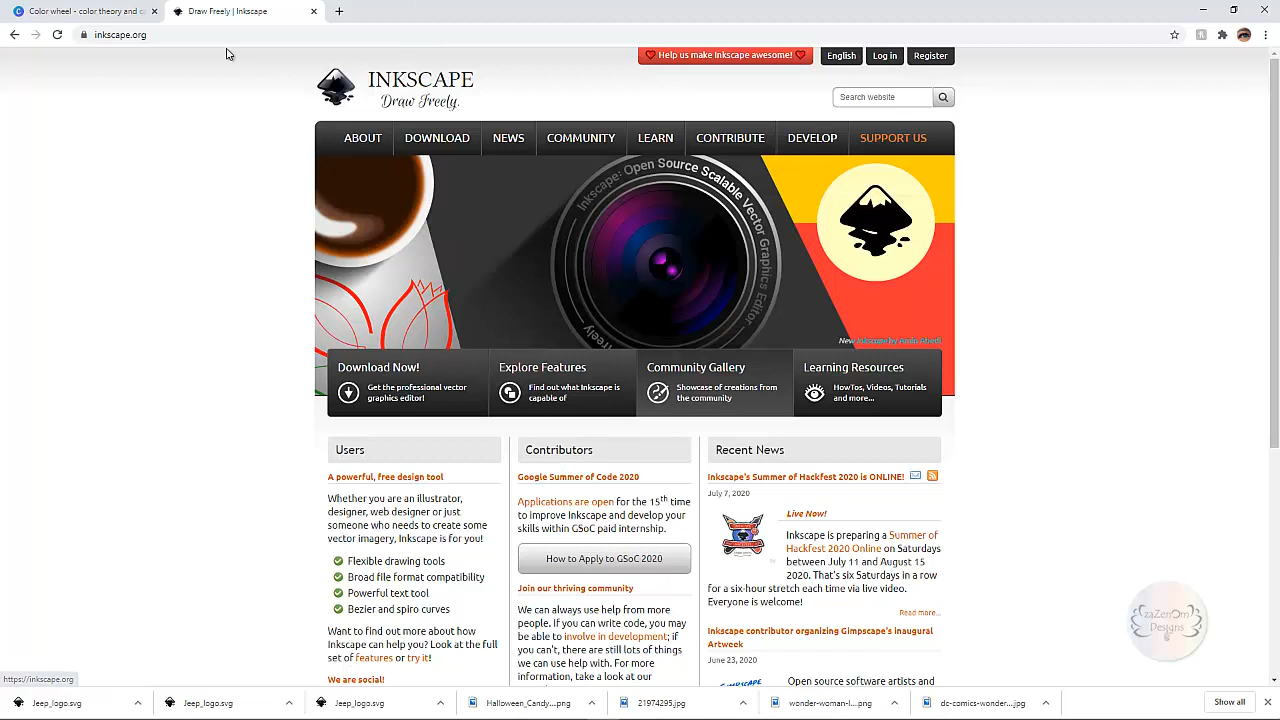 Color wheel - color theory and ca
Draw Freely | Inkscape
inkscape.org
Help us make Inkscape awesome!
English
Log in
Register
INKSCAPE
Draw Freely.
Search website
ABOUT
DOWNLOAD
NEWS
COMMUNITY
LEARN
CONTRIBUTE
DEVELOP
SUPPORT US
Inkscape: Open Source Scalable Vector Graphics Editor
Freely
New Inkscape by Amin Abedi
Download Now!
Get the professional vector
graphics editor!
Explore Features
Find out what Inkscape is
capable of
Community Gallery
Showcase of creations from
the community
Learning Resources
HowTos, Videos, Tutorials
and more...
Users
A powerful, free design tool
Whether you are an illustrator,
designer, web designer or just
someone who needs to create some
vector imagery, Inkscape is for you!
Flexible drawing tools
Broad file format compatibility
Powerful text tool
Bezier and spiro curves
Want to find out more about how
Inkscape can help you? Look at the full
set of features or try it!
We are social!
Contributors
Google Summer of Code 2020
Applications are open for the 15th time
to improve Inkscape and develop your
skills within GSoC paid internship.
How to Apply to GSoC 2020
Join our thriving community
We can always use help from more
people. If you can write code, you may
be able to involve in development; if
you can't, there are still lots of things
we can use help with. For more
information, take a look at our
Recent News
Inkscape's Summer of Hackfest 2020 is ONLINE!
July 7, 2020
Live Now!
Inkscape is preparing a Summer of
Hackfest 2020 Online on Saturdays
between July 11 and August 15
2020. That's six Saturdays in a row
for a six-hour stretch each time via live video.
Everyone is welcome!
Read more...
Inkscape contributor organizing Gimpscape's inaugural
Artweek
June 23, 2020
Open source software artists and
zaZenOm
Designs
https://inkscape.org
Jeep_logo.svg
Jeep_logo.svg
Jeep_logo.svg
Halloween_Candy....png
21974295.jpg
wonder-woman-l....png
dc-comics-wonder....jpg
Show all